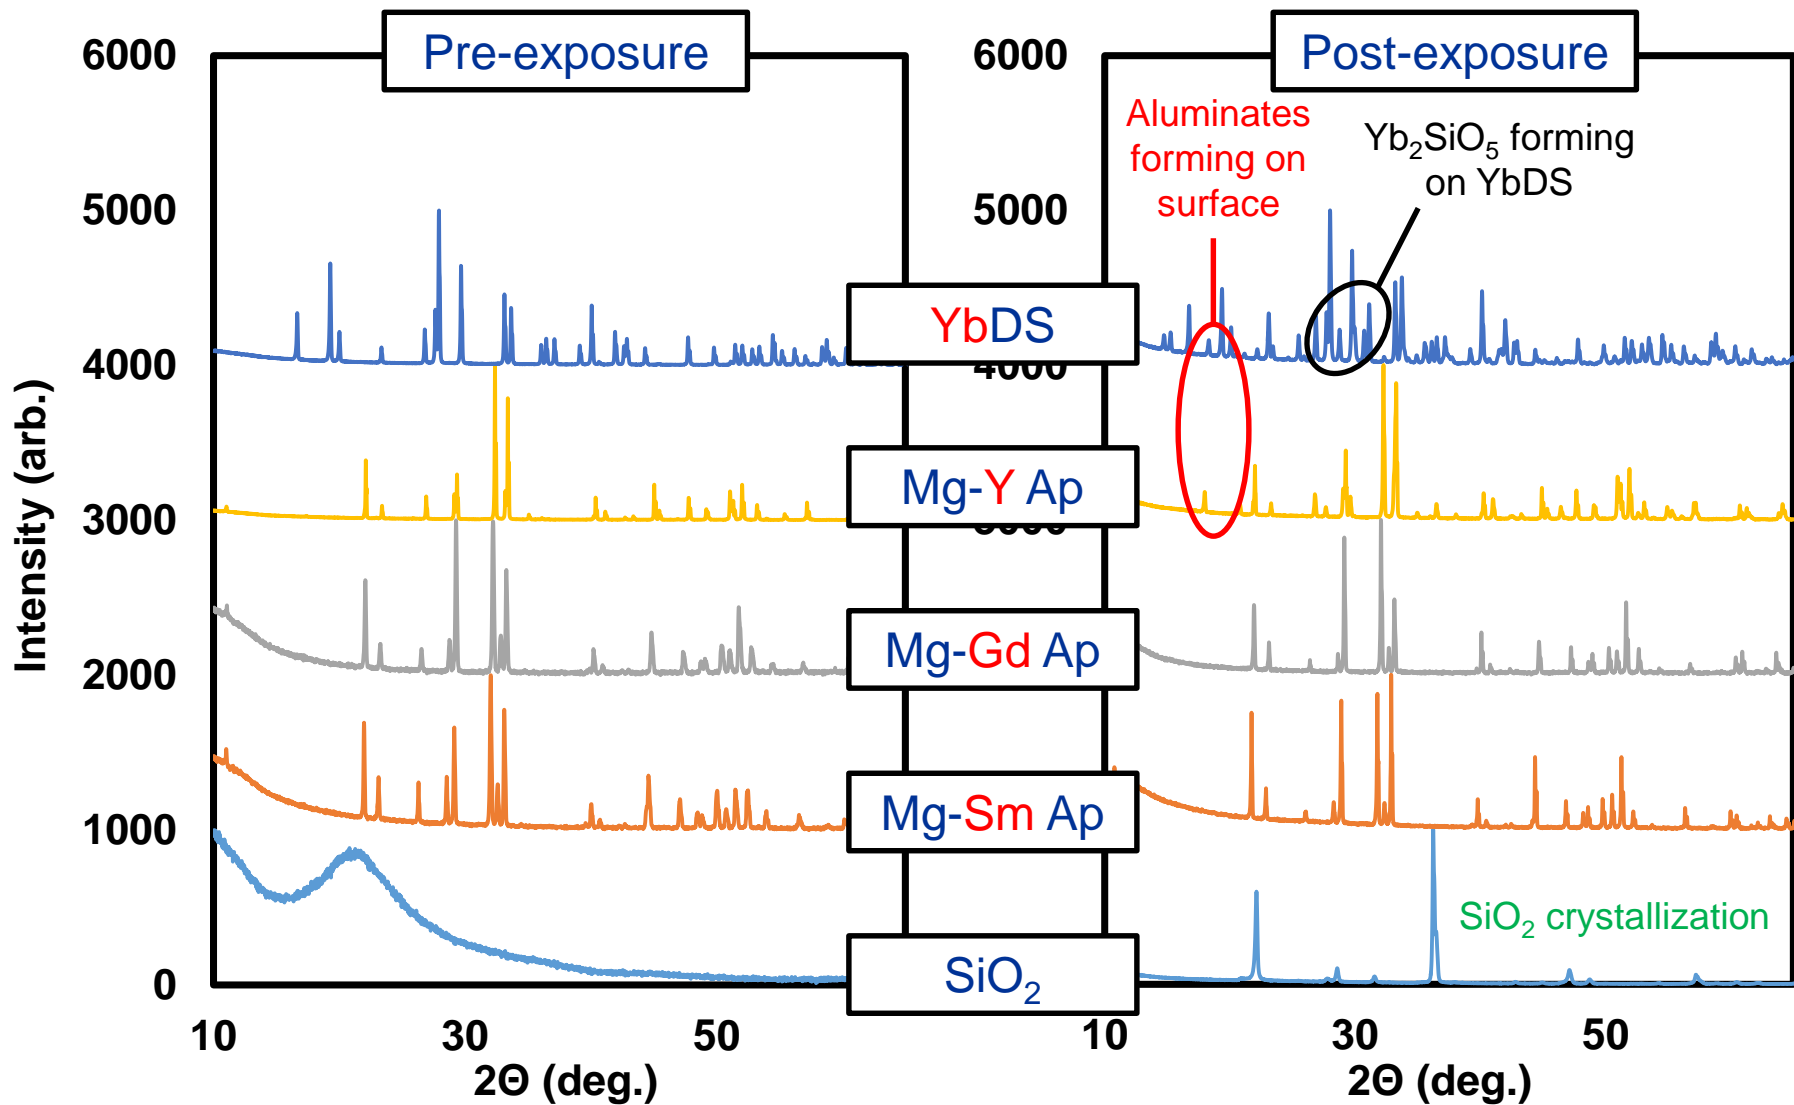 Pre-exposure
Post-exposure
6000
5000
4000
3000
2000
1000
0
Intensity (arb.)
10
30
50
2Θ (deg.)
YbDS
Mg-Y Ap
Mg-Gd Ap
Mg-Sm Ap
SiO₂
6000
5000
4000
Aluminates
forming on
surface
Yb₂SiO₅ forming
on YbDS
SiO₂ crystallization
10
30
50
2Θ (deg.)